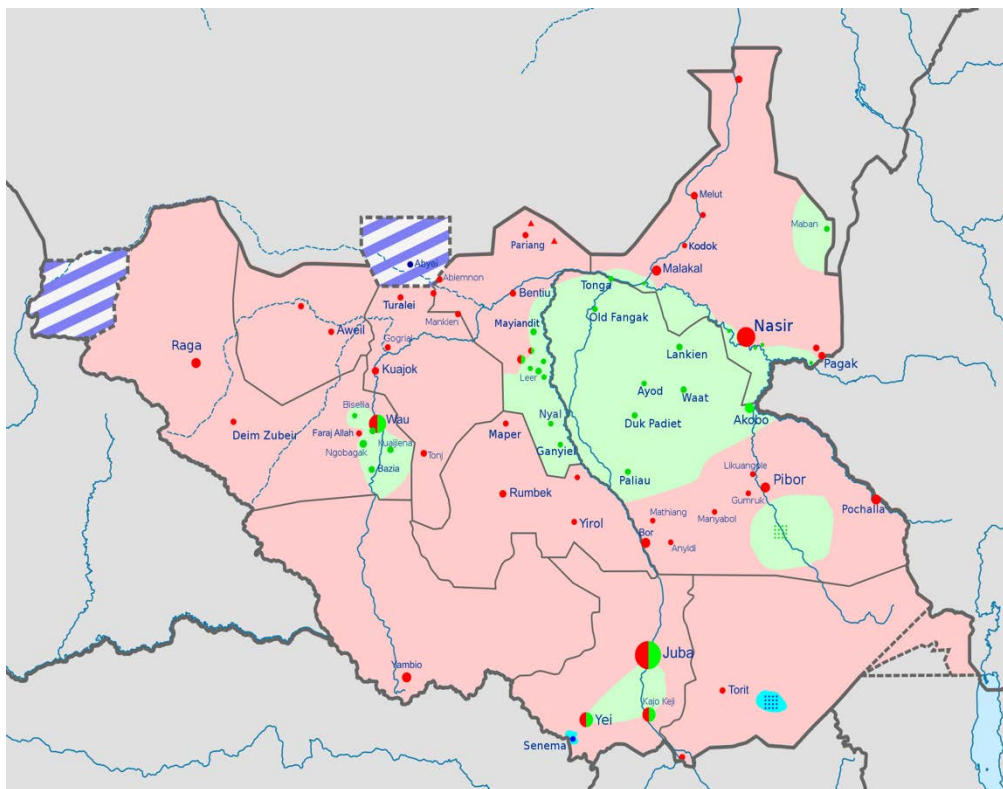 Melut
Maban
Pariang
Kodok
Abyei
Malakal
Abiemnon
Tonga
Turalei
Bentiu
Old Fangak
Mankien
Mayiandit
Nasir
Aweil
Gogrial
Lankien
Raga
Pagak
Kuajok
Leer
Ayod
Waat
Bisellia
Wau
Nyal
Duk Padiet
Akobo
Deim Zubeir
Faraj Allah
Maper
Kuajiena
Ngobagak
Ganyiel
Tonj
Bazia
Likuangole
Paliau
Pibor
Rumbek
Gumruk
Pochalla
Manyabol
Mathiang
Yirol
Bor
Anyidi
Juba
Yambio
Torit
Kajo Keji
Yei
Senema